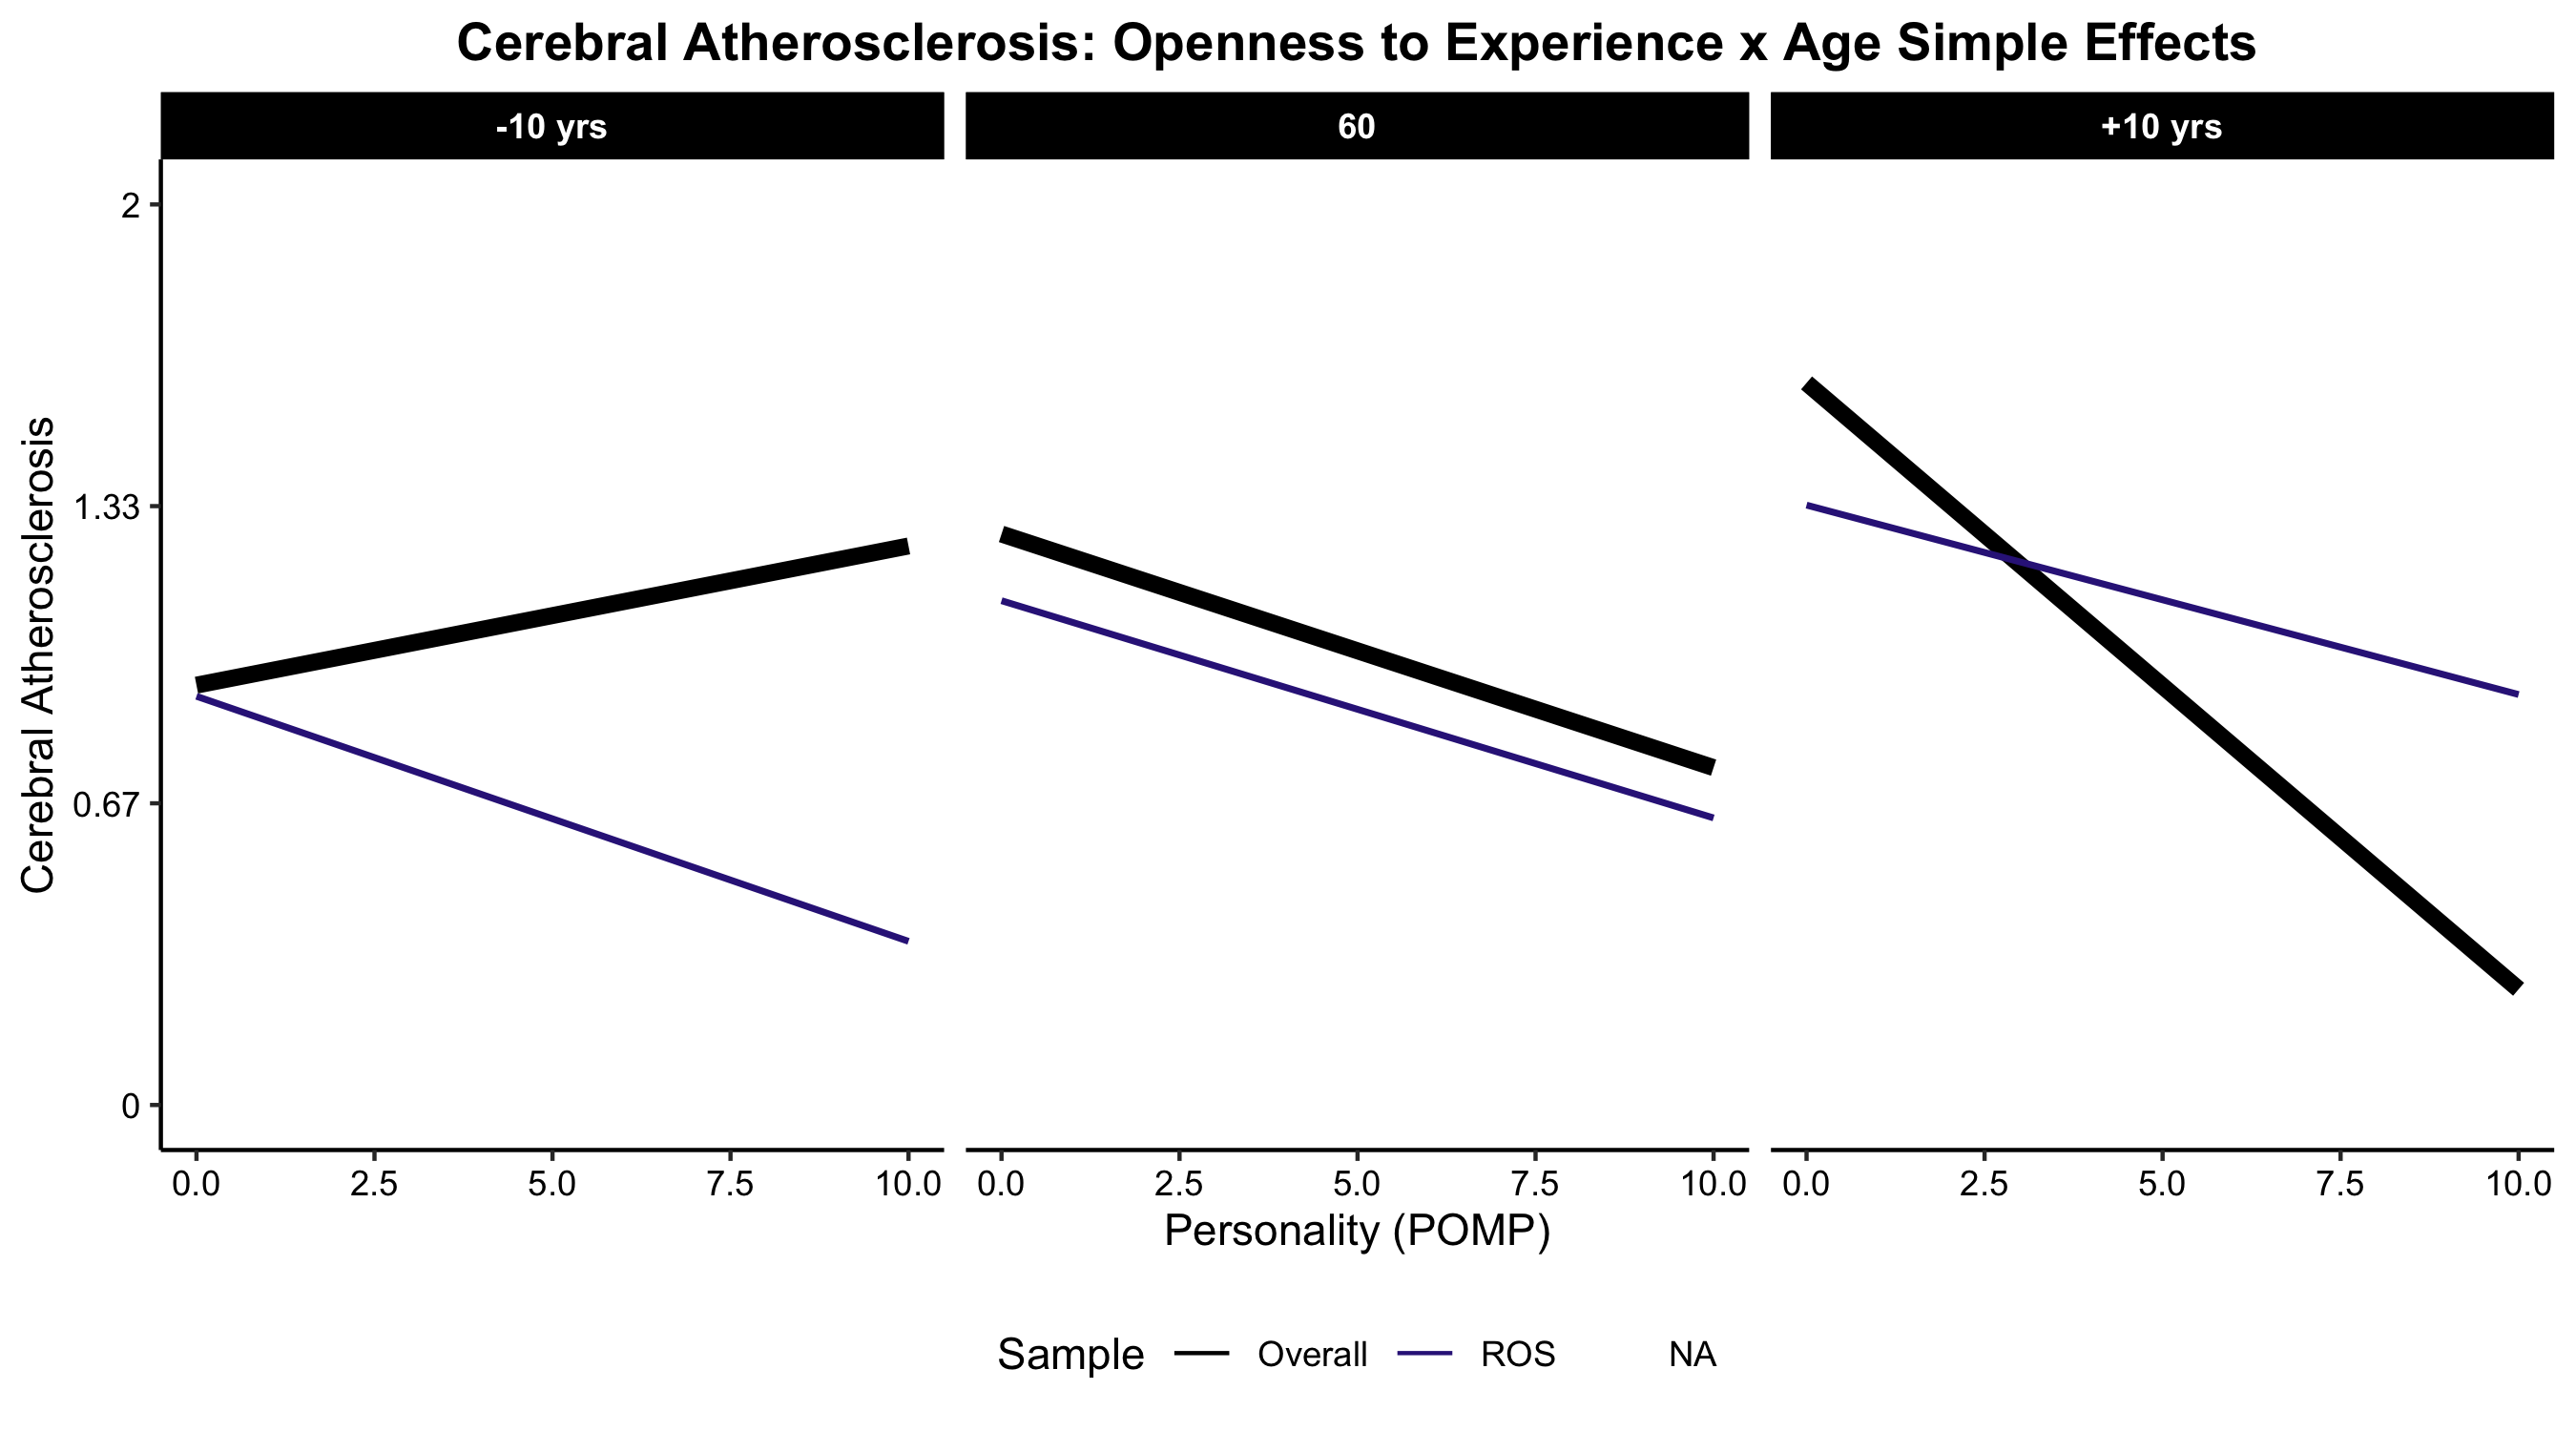 Cerebral Atherosclerosis: Openness to Experience x Age Simple Effects
-10 yrs
60
+10 yrs
Cerebral Atherosclerosis
2
1.33
0.67
0
0.0 2.5 5.0 7.5 10.0
0.0 2.5 5.0 7.5 10.0
0.0 2.5 5.0 7.5 10.0
Personality (POMP)
Sample Overall ROS NA